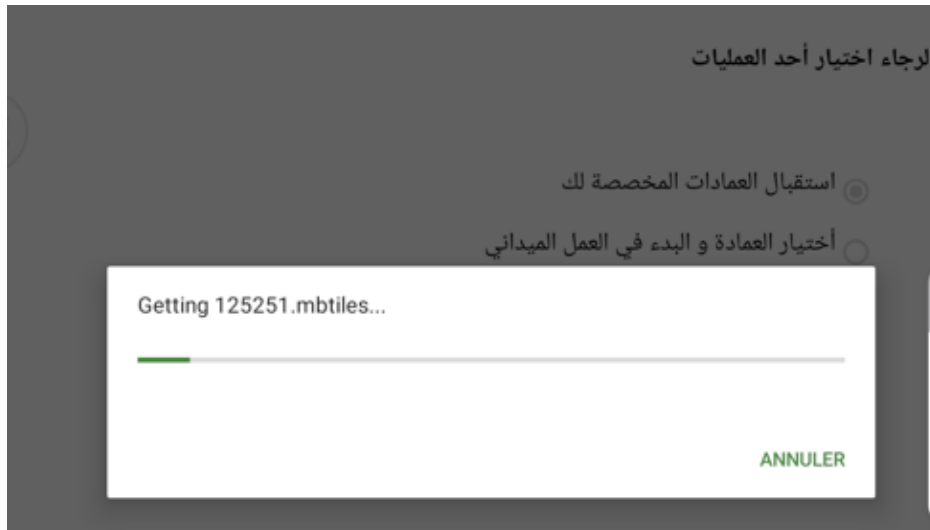 الرجاء اختيار أحد العمليات
استقبال العمادات المخصصة لك
أختيار العمادة و البدء في العمل الميداني
Getting 125251.mbtiles...
ANNULER